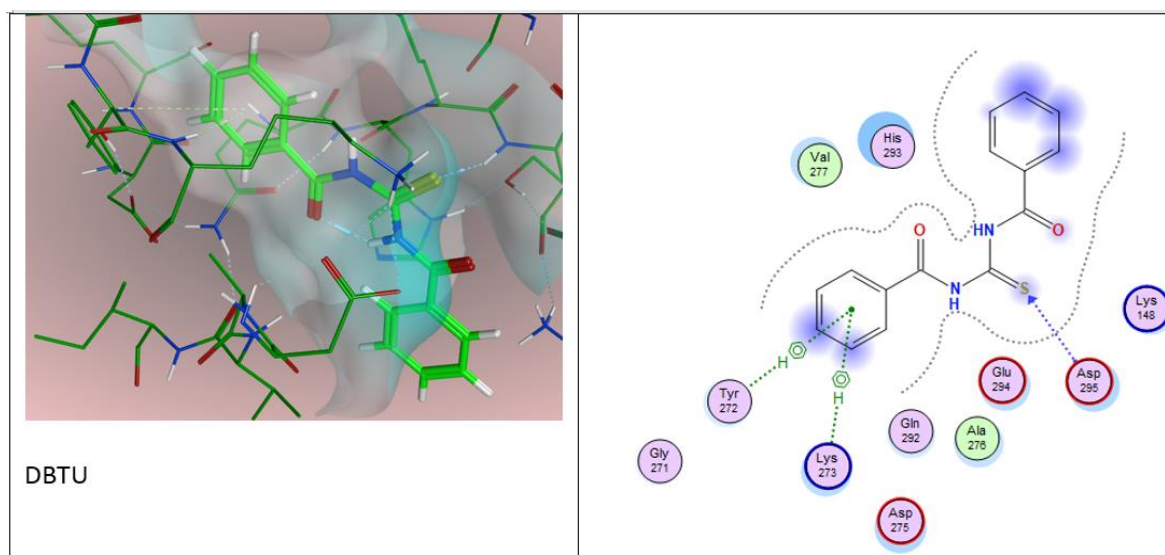 DBTU
Val
277
His
293
HN
O
O
N
H
S
Lys
148
H
Tyr
272
H
Glu
294
Asp
295
Gln
292
Ala
276
Gly
271
Lys
273
Asp
275